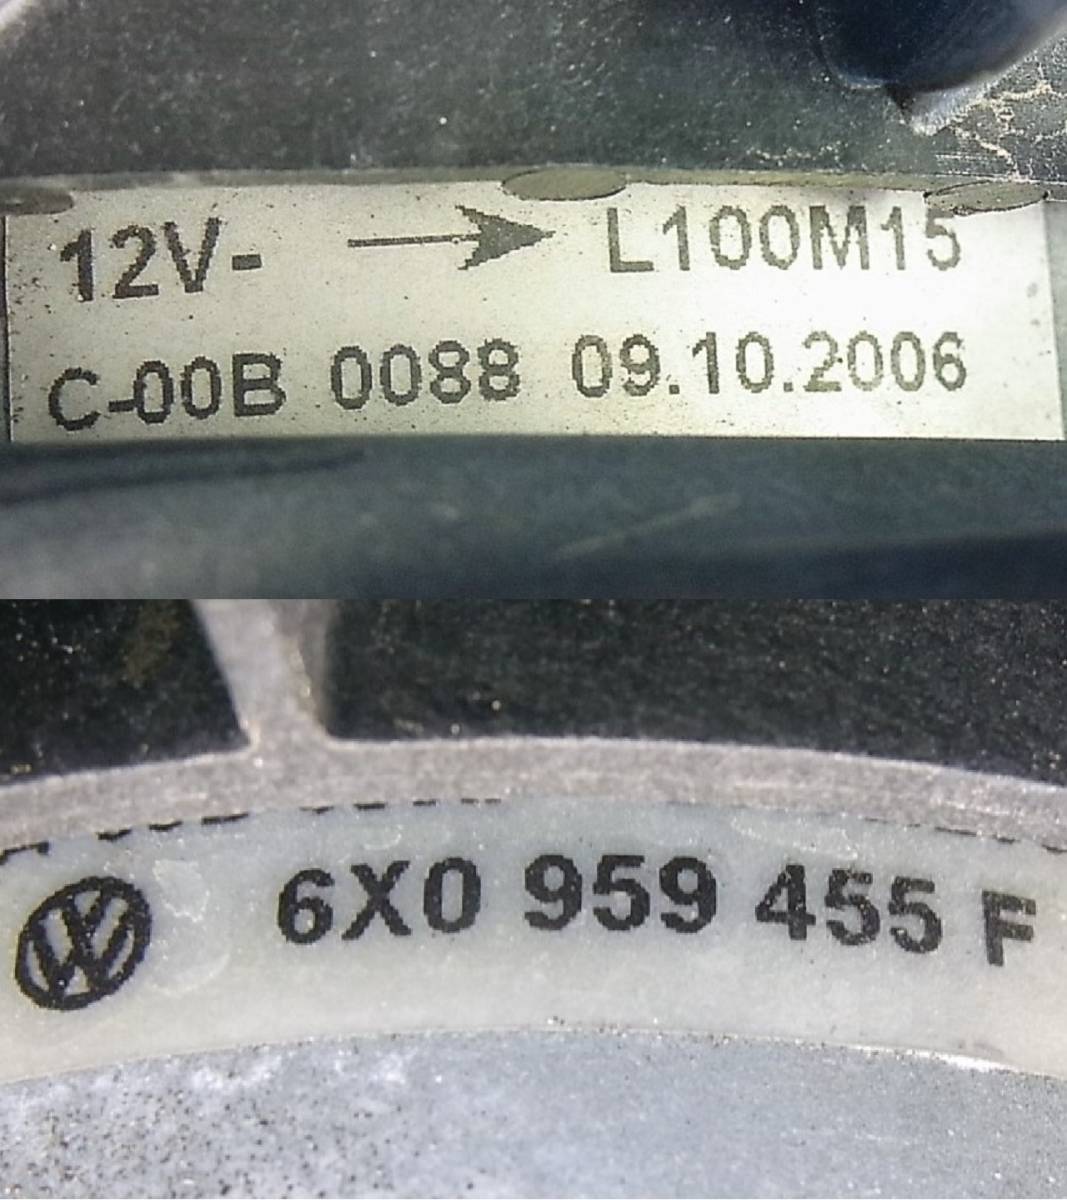 12V- → L100M15
C-00B 0088 09.10.2006
6X0 959 455 F